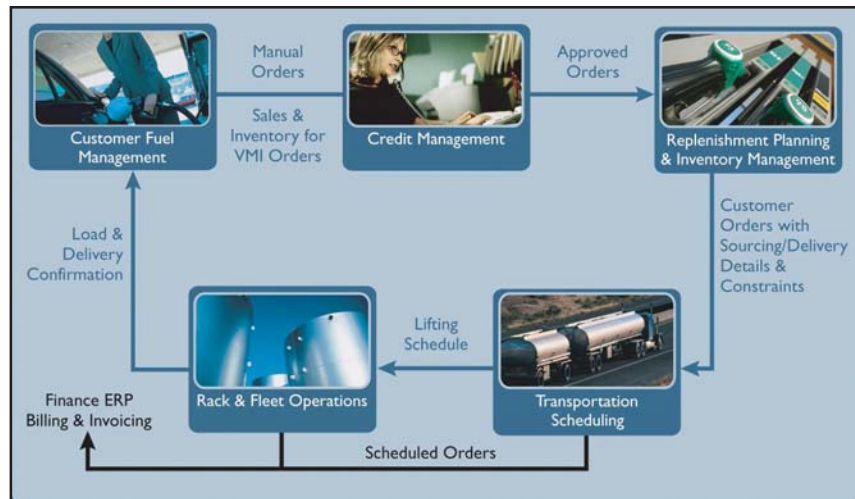 Manual
Orders
Sales &
Inventory for
VMI Orders
Approved
Orders
Customer Fuel
Management
Credit Management
Replenishment Planning
& Inventory Management
Load &
Delivery
Confirmation
Customer
Orders with
Sourcing/Delivery
Details &
Constraints
Lifting
Schedule
Rack & Fleet Operations
Transportation
Scheduling
Finance ERP
Billing & Invoicing
Scheduled Orders